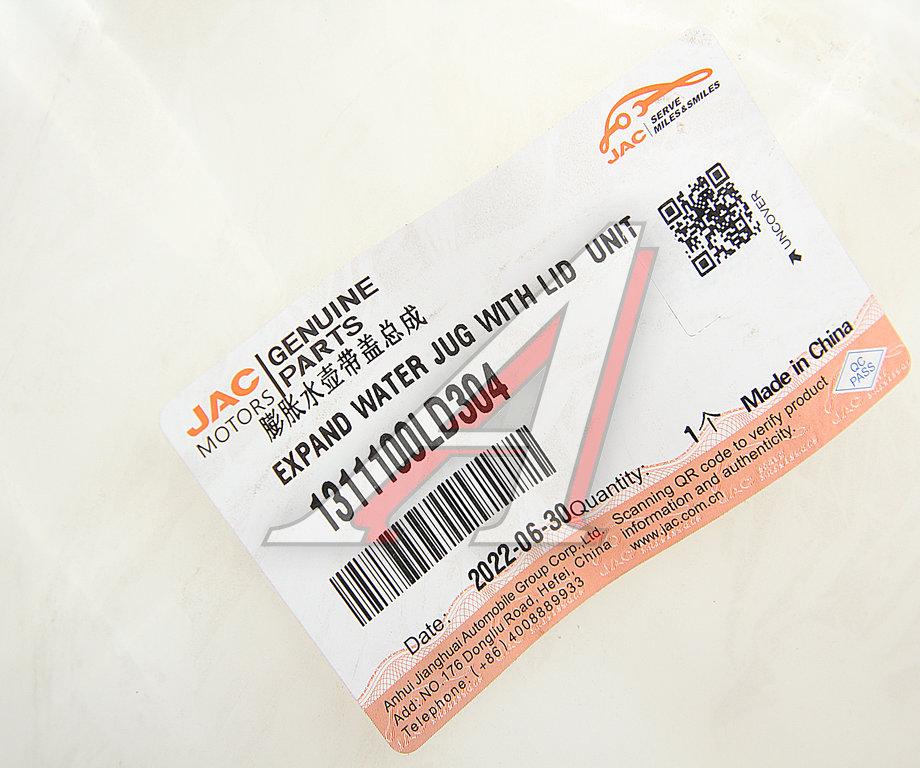 JAC
SERVE
MILES&SMILES
JAC
MOTORS
GENUINE
PARTS
UNCOVER
膨胀水壶带盖总成
EXPAND WATER JUG WITH LID UNIT
1311100LD304
Date: 2022-06-30 Quantity: 1个 Made in China
QC
PASS
Anhui Jianghuai Automobile Group Corp.,Ltd.
Add: NO.176 Dongliu Road, Hefei, China
Telephone: (+86)4008889933
Scanning QR code to verify product
information and authenticity.
www.jac.com.cn